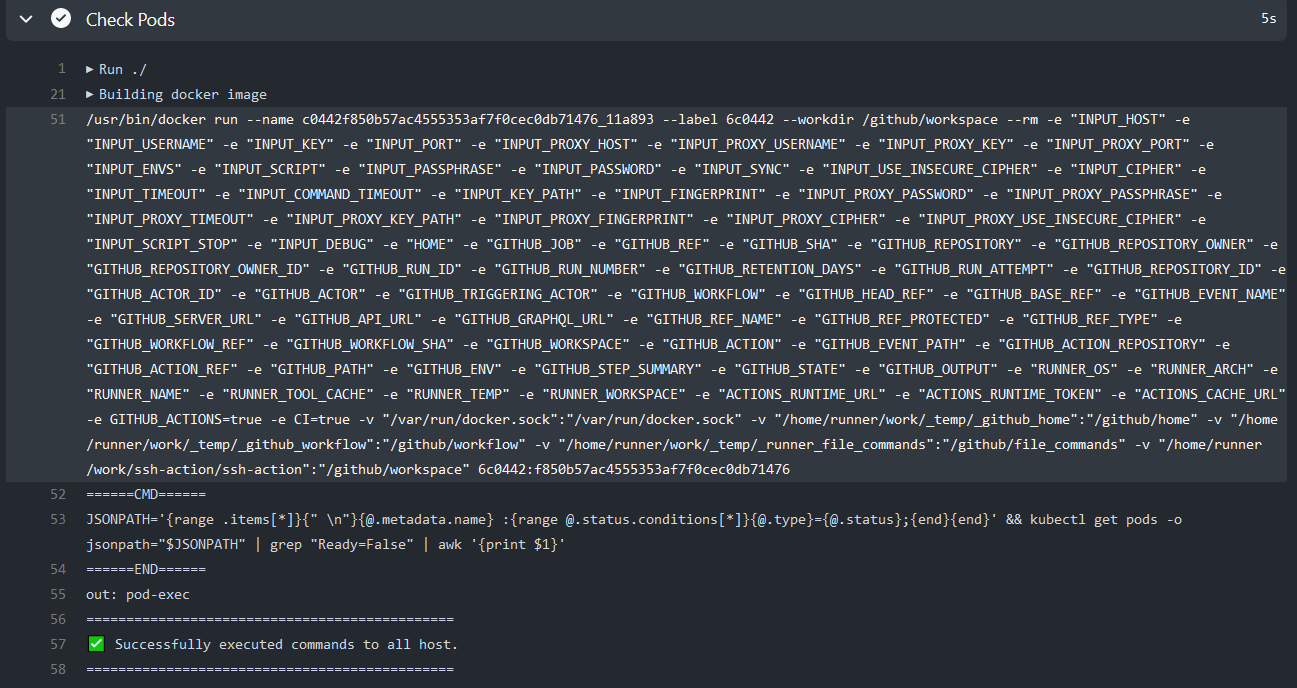 Check Pods 5s
1 ▶ Run ./
21 ▶ Building docker image
51 /usr/bin/docker run --name c0442f850b57ac4555353af7f0cec0db71476_11a893 --label 6c0442 --workdir /github/workspace --rm -e "INPUT_HOST" -e
"INPUT_USERNAME" -e "INPUT_KEY" -e "INPUT_PORT" -e "INPUT_PROXY_HOST" -e "INPUT_PROXY_USERNAME" -e "INPUT_PROXY_KEY" -e "INPUT_PROXY_PORT" -e
"INPUT_ENVS" -e "INPUT_SCRIPT" -e "INPUT_PASSPHRASE" -e "INPUT_PASSWORD" -e "INPUT_SYNC" -e "INPUT_USE_INSECURE_CIPHER" -e "INPUT_CIPHER" -e
"INPUT_TIMEOUT" -e "INPUT_COMMAND_TIMEOUT" -e "INPUT_KEY_PATH" -e "INPUT_FINGERPRINT" -e "INPUT_PROXY_PASSWORD" -e "INPUT_PROXY_PASSPHRASE" -e
"INPUT_PROXY_TIMEOUT" -e "INPUT_PROXY_KEY_PATH" -e "INPUT_PROXY_FINGERPRINT" -e "INPUT_PROXY_CIPHER" -e "INPUT_PROXY_USE_INSECURE_CIPHER" -e
"INPUT_SCRIPT_STOP" -e "INPUT_DEBUG" -e "HOME" -e "GITHUB_JOB" -e "GITHUB_REF" -e "GITHUB_SHA" -e "GITHUB_REPOSITORY" -e "GITHUB_REPOSITORY_OWNER" -e
"GITHUB_REPOSITORY_OWNER_ID" -e "GITHUB_RUN_ID" -e "GITHUB_RUN_NUMBER" -e "GITHUB_RETENTION_DAYS" -e "GITHUB_RUN_ATTEMPT" -e "GITHUB_REPOSITORY_ID" -e
"GITHUB_ACTOR_ID" -e "GITHUB_ACTOR" -e "GITHUB_TRIGGERING_ACTOR" -e "GITHUB_WORKFLOW" -e "GITHUB_HEAD_REF" -e "GITHUB_BASE_REF" -e "GITHUB_EVENT_NAME"
-e "GITHUB_SERVER_URL" -e "GITHUB_API_URL" -e "GITHUB_GRAPHQL_URL" -e "GITHUB_REF_NAME" -e "GITHUB_REF_PROTECTED" -e "GITHUB_REF_TYPE" -e
"GITHUB_WORKFLOW_REF" -e "GITHUB_WORKFLOW_SHA" -e "GITHUB_WORKSPACE" -e "GITHUB_ACTION" -e "GITHUB_EVENT_PATH" -e "GITHUB_ACTION_REPOSITORY" -e
"GITHUB_ACTION_REF" -e "GITHUB_PATH" -e "GITHUB_ENV" -e "GITHUB_STEP_SUMMARY" -e "GITHUB_STATE" -e "GITHUB_OUTPUT" -e "RUNNER_OS" -e "RUNNER_ARCH" -e
"RUNNER_NAME" -e "RUNNER_TOOL_CACHE" -e "RUNNER_TEMP" -e "RUNNER_WORKSPACE" -e "ACTIONS_RUNTIME_URL" -e "ACTIONS_RUNTIME_TOKEN" -e "ACTIONS_CACHE_URL"
-e GITHUB_ACTIONS=true -e CI=true -v "/var/run/docker.sock":"/var/run/docker.sock" -v "/home/runner/work/_temp/_github_home":"/github/home" -v "/home
/runner/work/_temp/_github_workflow":"/github/workflow" -v "/home/runner/work/_temp/_runner_file_commands":"/github/file_commands" -v "/home/runner
/work/ssh-action/ssh-action":"/github/workspace" 6c0442:f850b57ac4555353af7f0cec0db71476
52 ======CMD======
53 JSONPATH='{range .items[*]}{" \n"}{@.metadata.name} :{range @.status.conditions[*]}{@.type}={@.status};{end}{end}' && kubectl get pods -o
jsonpath="$JSONPATH" | grep "Ready=False" | awk '{print $1}'
54 ======END======
55 out: pod-exec
56 ==============================================
57 ✅ Successfully executed commands to all host.
58 ==============================================